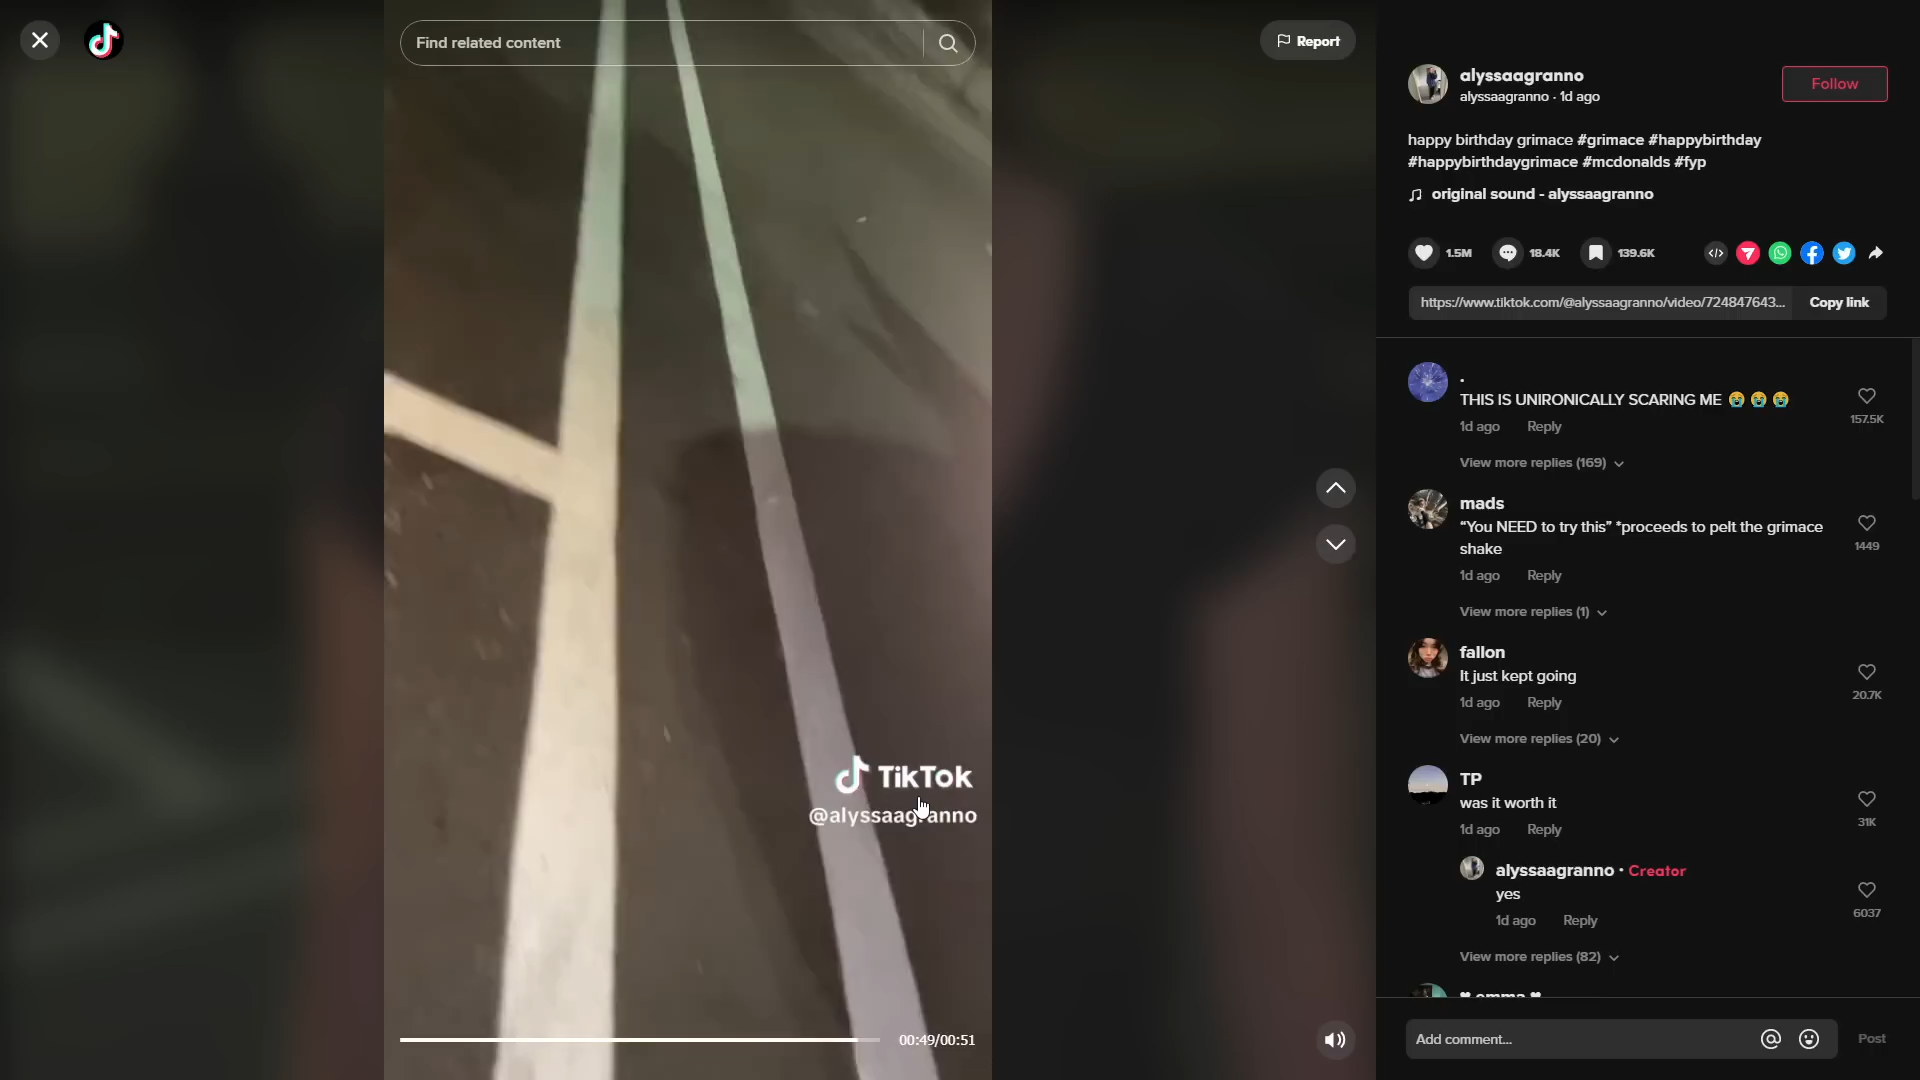 Find related content
Report
TikTok
@alyssaagranno
00:49/00:51
alyssaagranno
alyssaagranno · 1d ago
Follow
happy birthday grimace #grimace #happybirthday
#happybirthdaygrimace #mcdonalds #fyp
original sound - alyssaagranno
1.5M
18.4K
139.6K
https://www.tiktok.com/@alyssaagranno/video/724847643...
Copy link
.
THIS IS UNIRONICALLY SCARING ME 😭 😭 😭
157.5K
1d ago Reply
View more replies (169)
mads
“You NEED to try this” *proceeds to pelt the grimace
shake
1449
1d ago Reply
View more replies (1)
fallon
It just kept going
20.7K
1d ago Reply
View more replies (20)
TP
was it worth it
31K
1d ago Reply
alyssaagranno · Creator
yes
6037
1d ago Reply
View more replies (82)
♥ emma ♥
Add comment...
Post